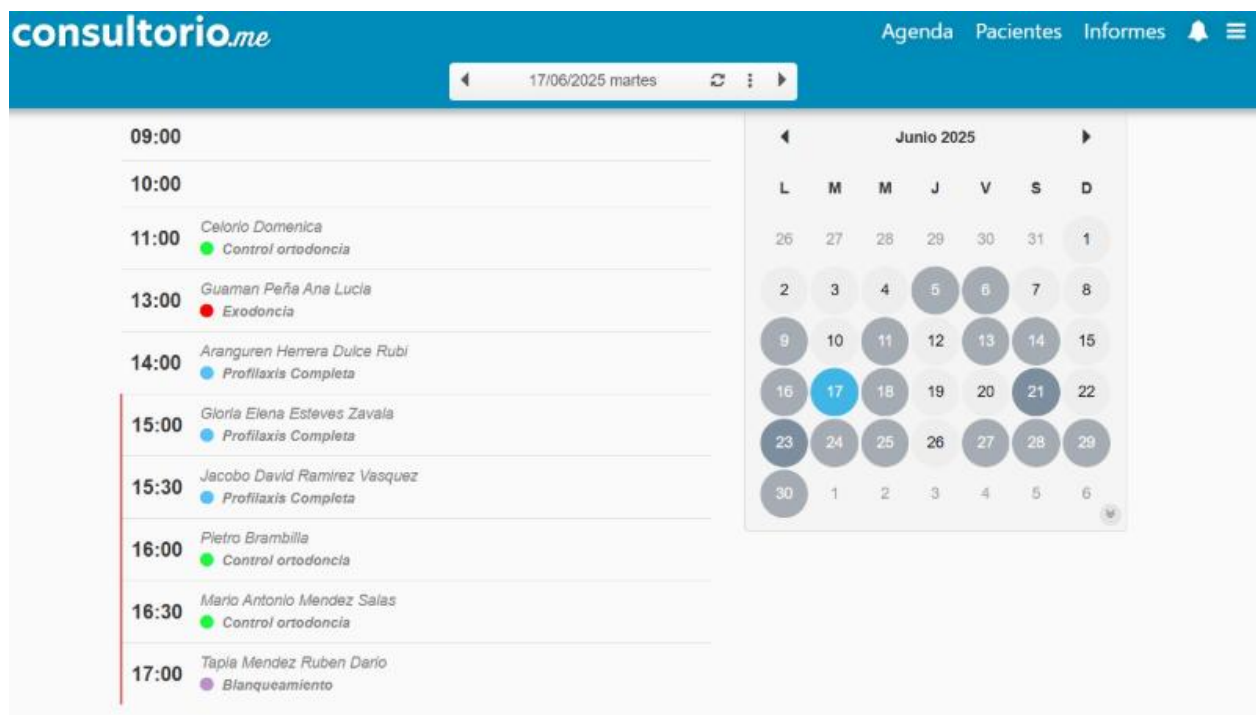 consultorio.me
Agenda Pacientes Informes
17/06/2025 martes
09:00
10:00
11:00 Celorio Domenica
Control ortodoncia
13:00 Guaman Peña Ana Lucia
Exodoncia
14:00 Aranguren Herrera Dulce Rubi
Profilaxis Completa
15:00 Gloria Elena Esteves Zavala
Profilaxis Completa
15:30 Jacobo David Ramirez Vasquez
Profilaxis Completa
16:00 Pietro Brambilla
Control ortodoncia
16:30 Mario Antonio Mendez Salas
Control ortodoncia
17:00 Tapia Mendez Ruben Dario
Blanqueamiento
Junio 2025
L M M J V S D
26 27 28 29 30 31 1
2 3 4 5 6 7 8
9 10 11 12 13 14 15
16 17 18 19 20 21 22
23 24 25 26 27 28 29
30 1 2 3 4 5 6